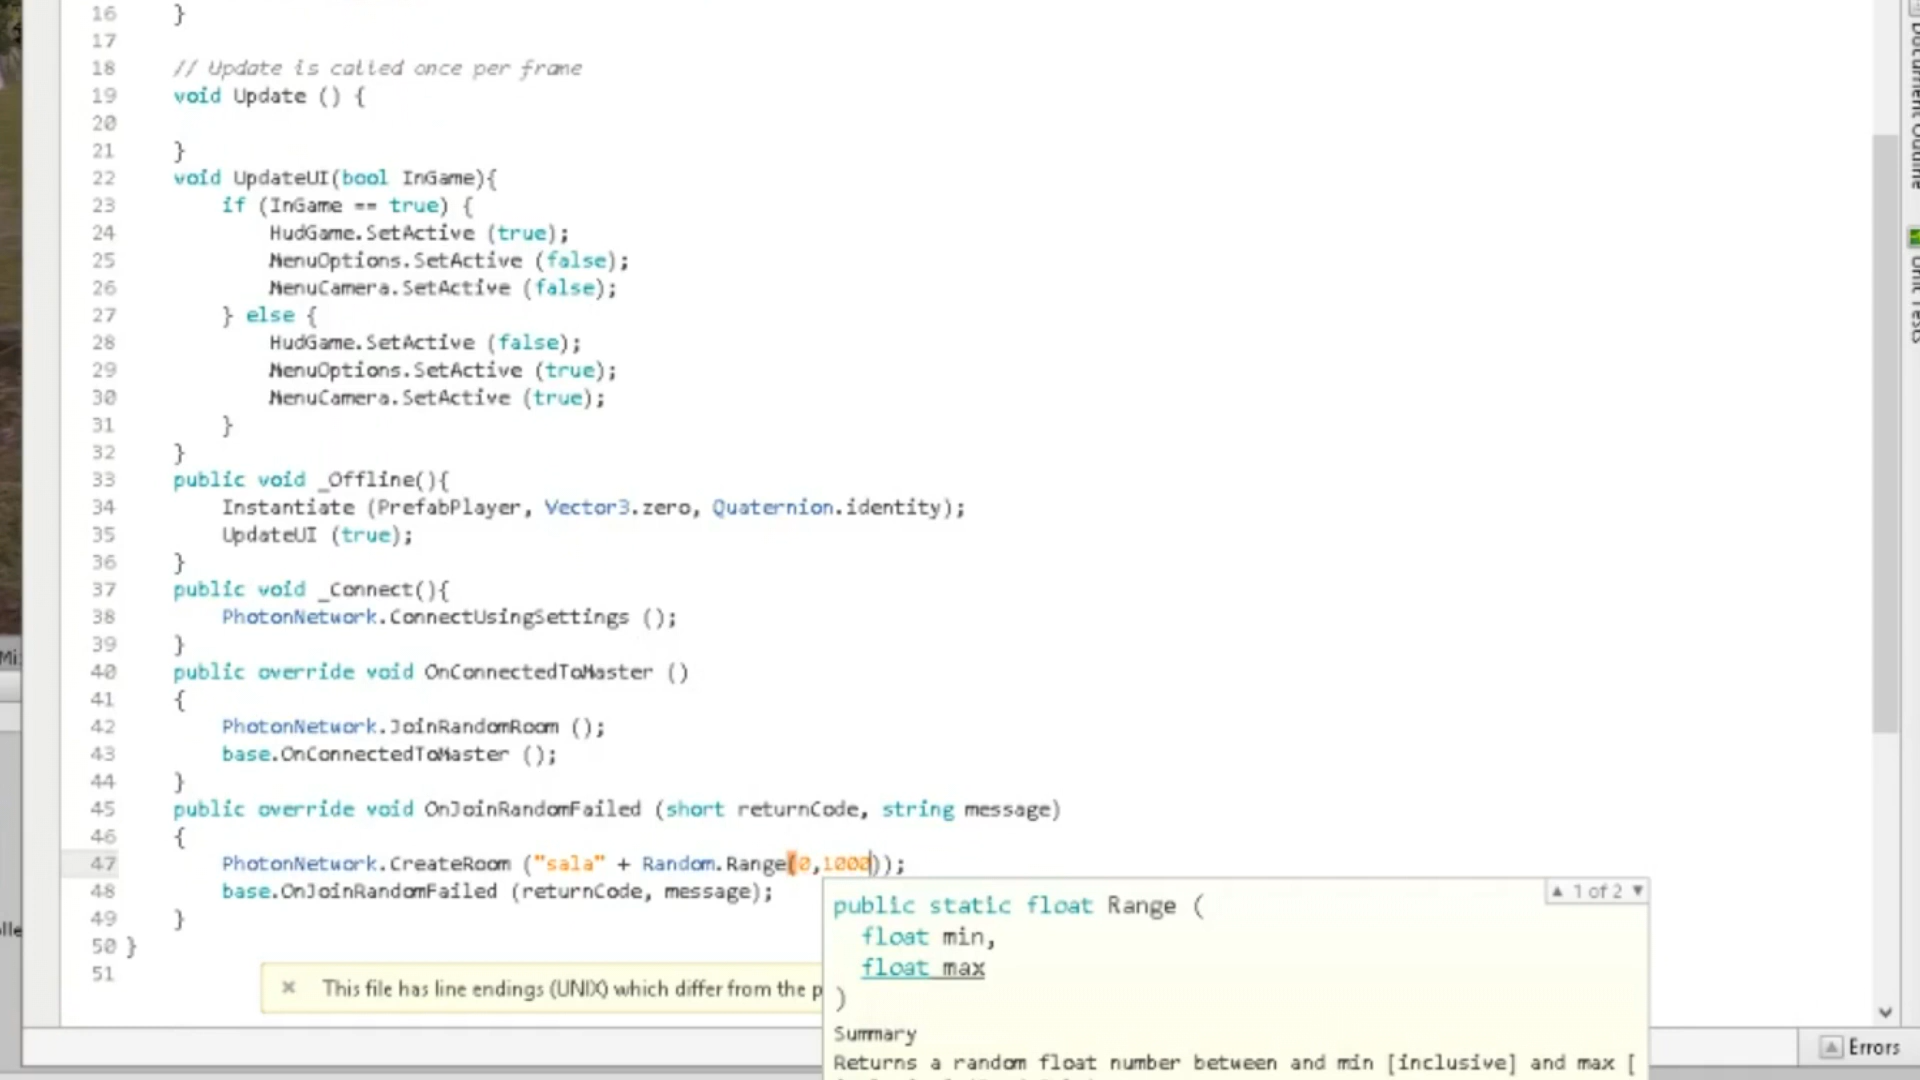 16 }
17
18 // Update is called once per frame
19 void Update () {
20
21 }
22 void UpdateUI(bool InGame){
23 if (InGame == true) {
24 HudGame.SetActive (true);
25 MenuOptions.SetActive (false);
26 MenuCamera.SetActive (false);
27 } else {
28 HudGame.SetActive (false);
29 MenuOptions.SetActive (true);
30 MenuCamera.SetActive (true);
31 }
32 }
33 public void _Offline(){
34 Instantiate (PrefabPlayer, Vector3.zero, Quaternion.identity);
35 UpdateUI (true);
36 }
37 public void _Connect(){
38 PhotonNetwork.ConnectUsingSettings ();
39 }
40 public override void OnConnectedToMaster ()
41 {
42 PhotonNetwork.JoinRandomRoom ();
43 base.OnConnectedToMaster ();
44 }
45 public override void OnJoinRandomFailed (short returnCode, string message)
46 {
47 PhotonNetwork.CreateRoom ("sala" + Random.Range(0,1000));
48 base.OnJoinRandomFailed (returnCode, message);
49 }
50 }
51
▲ 1 of 2 ▼
public static float Range (
float min,
float max
)
Summary
Returns a random float number between and min [inclusive] and max [
× This file has line endings (UNIX) which differ from the p
Document Outline
Unit Tests
Errors